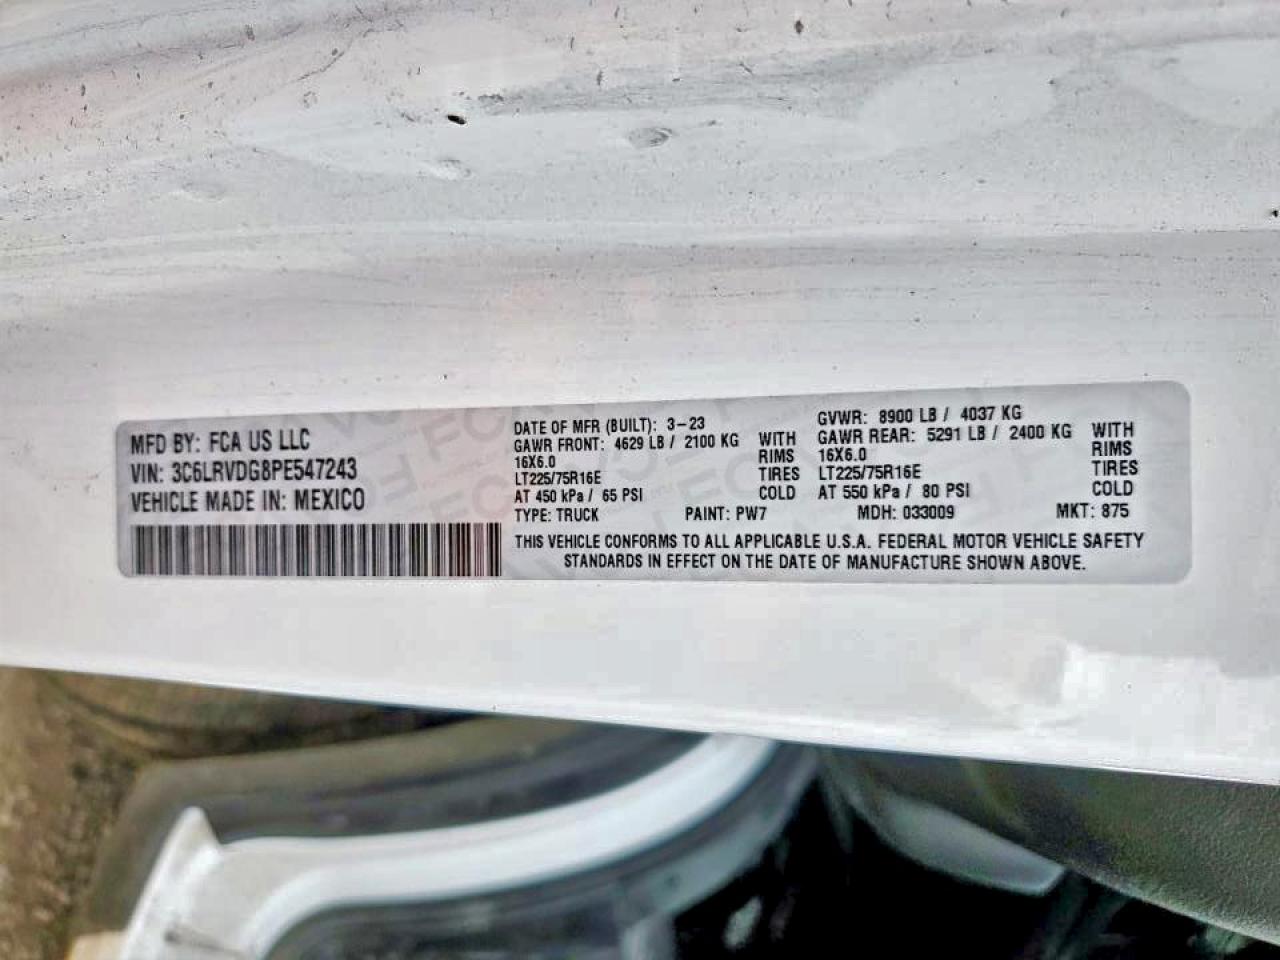 MFD BY: FCA US LLC
VIN: 3C6LRVDG8PE547243
VEHICLE MADE IN: MEXICO
DATE OF MFR (BUILT): 3-23
GAWR FRONT: 4629 LB / 2100 KG WITH
16X6.0 RIMS
LT225/75R16E TIRES
AT 450 kPa / 65 PSI COLD
GVWR: 8900 LB / 4037 KG
GAWR REAR: 5291 LB / 2400 KG WITH
16X6.0 RIMS
LT225/75R16E TIRES
AT 550 kPa / 80 PSI COLD
TYPE: TRUCK PAINT: PW7 MDH: 033009 MKT: 875
THIS VEHICLE CONFORMS TO ALL APPLICABLE U.S.A. FEDERAL MOTOR VEHICLE SAFETY
STANDARDS IN EFFECT ON THE DATE OF MANUFACTURE SHOWN ABOVE.